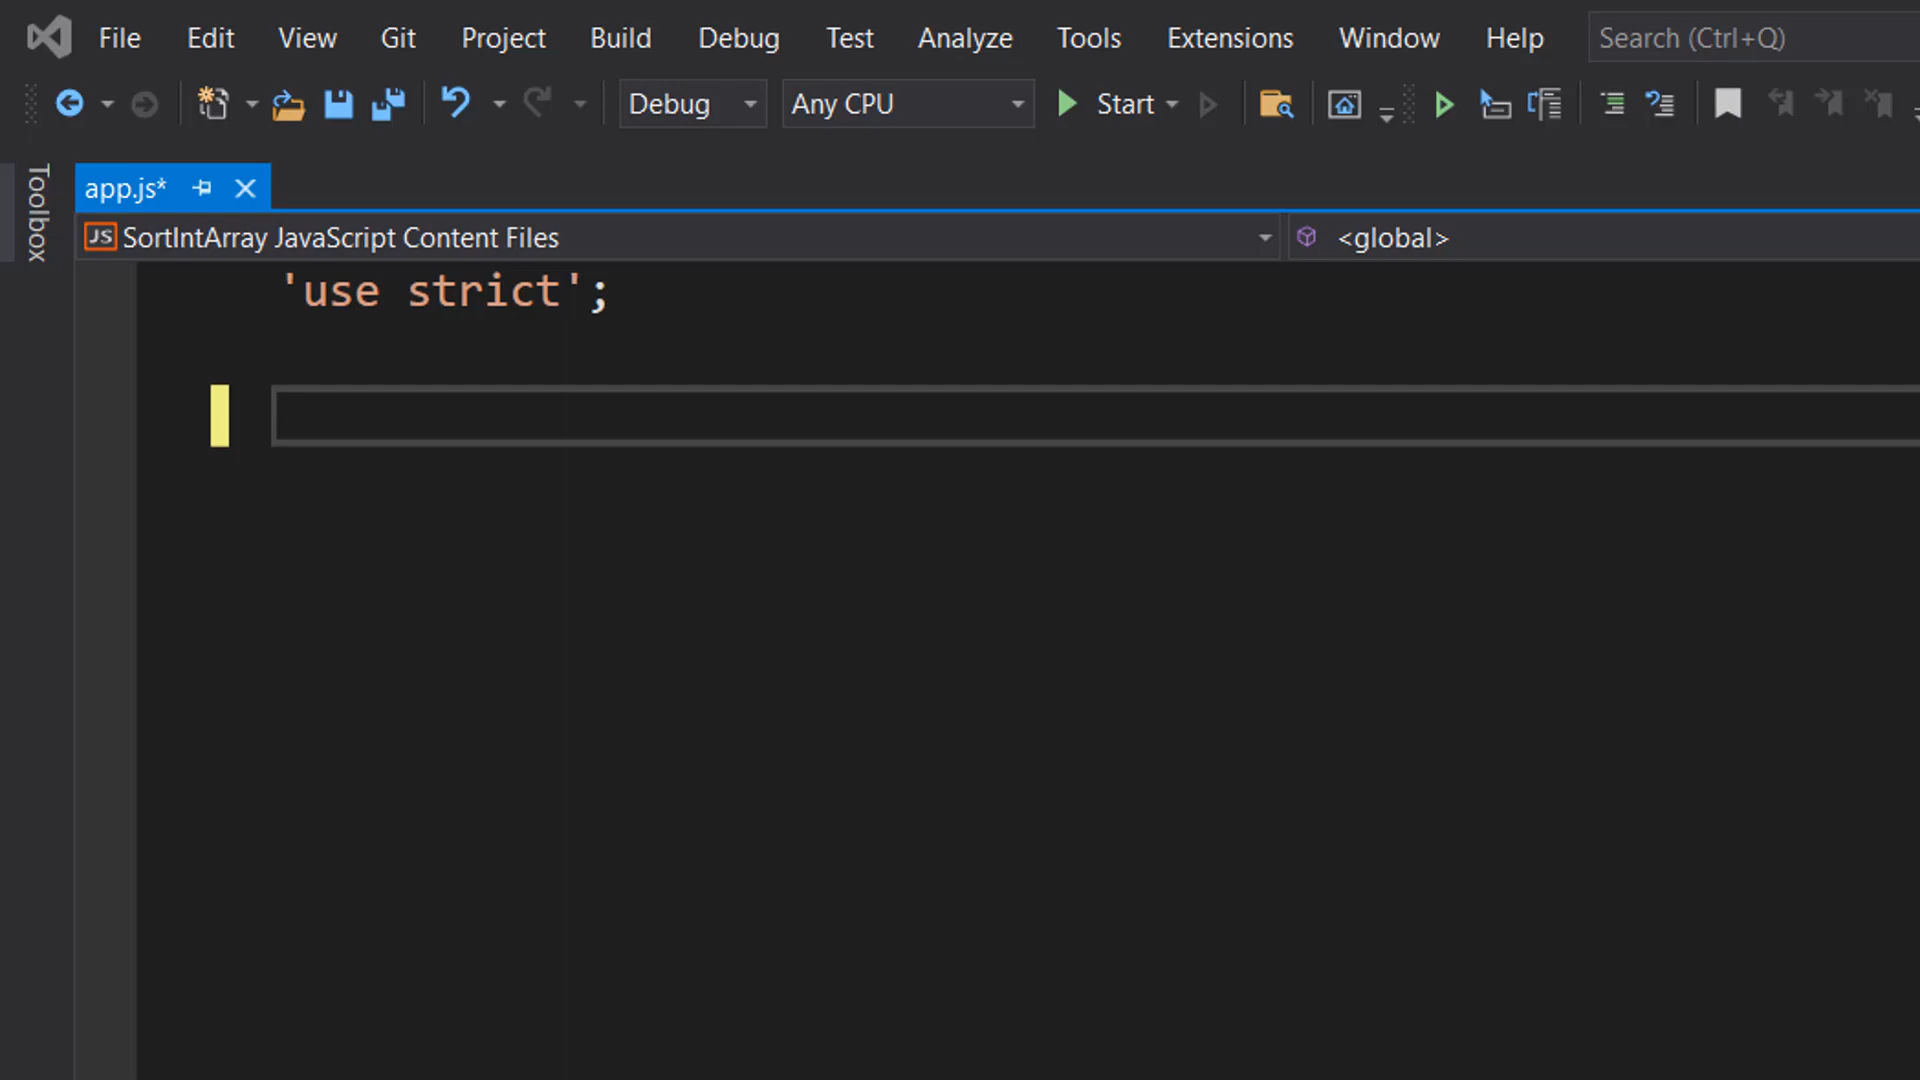 File Edit View Git Project Build Debug Test Analyze Tools Extensions Window Help Search (Ctrl+Q)
Debug Any CPU Start
Toolbox
app.js*
JS SortIntArray JavaScript Content Files <global>
'use strict';